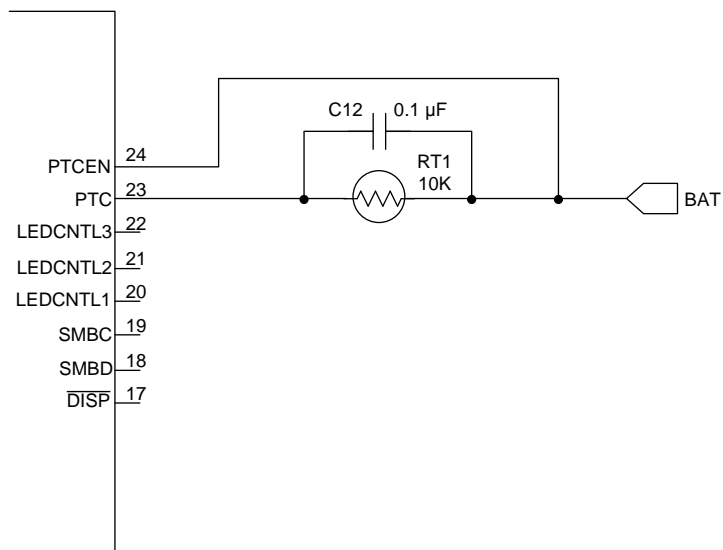 C12 0.1 µF
RT1
10K
PTCEN 24
PTC 23
BAT
LEDCNTL3 22
LEDCNTL2 21
LEDCNTL1 20
SMBC 19
SMBD 18
DISP 17